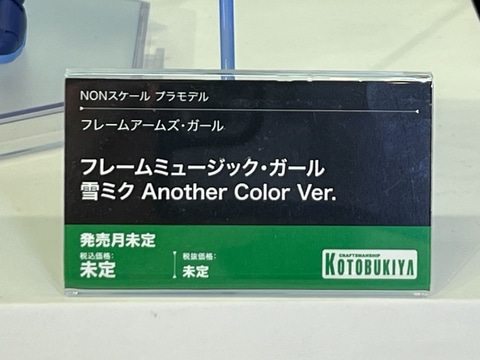 NONスケール プラモデル
フレームアームズ・ガール
フレームミュージック・ガール
雪ミク Another Color Ver.
発売月未定
税込価格: 税抜価格:
未定 未定
CRAFTSMANSHIP
KOTOBUKIYA